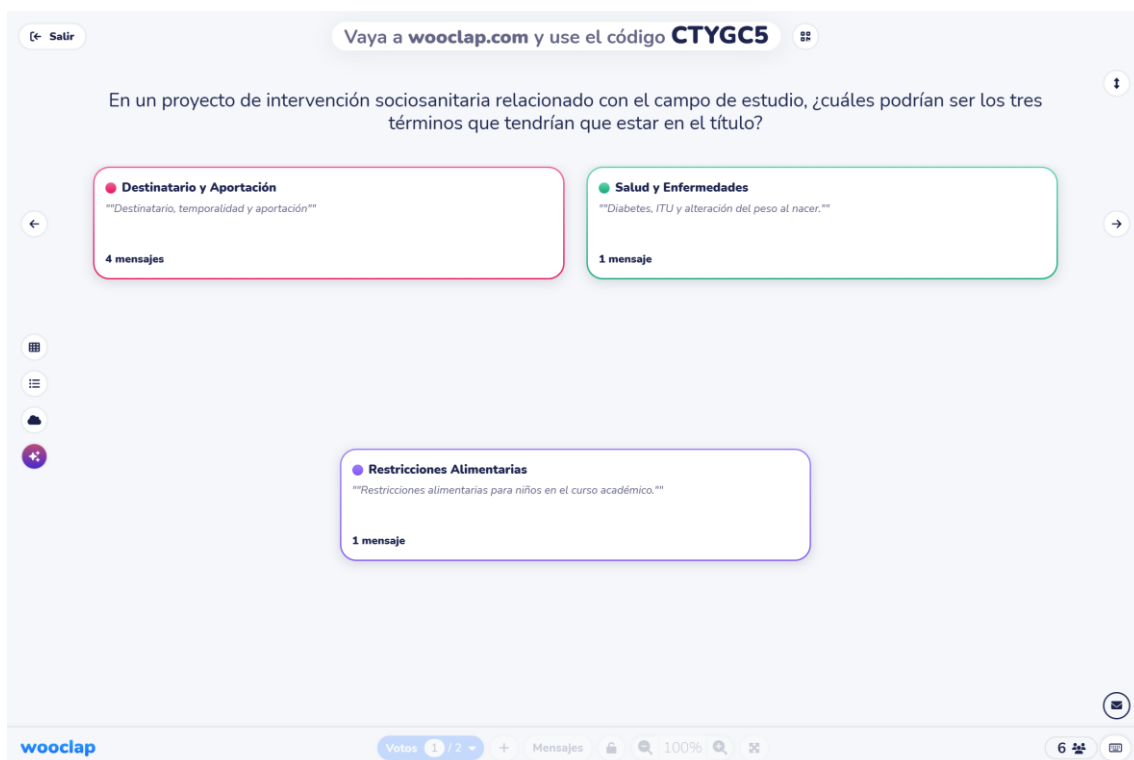 Salir
Vaya a wooclap.com y use el código CTYGC5
En un proyecto de intervención sociosanitaria relacionado con el campo de estudio, ¿cuáles podrían ser los tres
términos que tendrían que estar en el título?
Destinatario y Aportación
""Destinatario, temporalidad y aportación""
4 mensajes
Salud y Enfermedades
""Diabetes, ITU y alteración del peso al nacer.""
1 mensaje
Restricciones Alimentarias
""Restricciones alimentarias para niños en el curso académico.""
1 mensaje
wooclap
Votos 1 / 2
+ Mensajes
100%
6